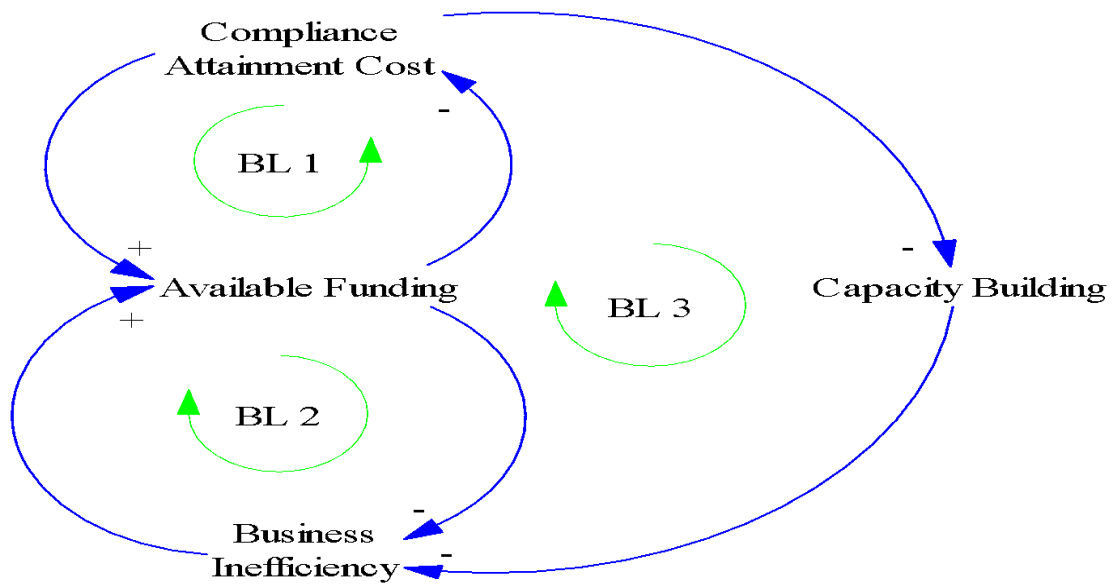 Compliance
Attainment Cost
-
BL 1
+
-
Available Funding
Capacity Building
+
BL 3
BL 2
-
Business
-
Inefficiency